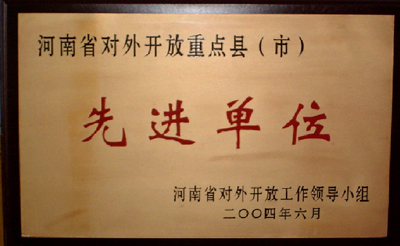 河南省对外开放重点县（市）
先进单位
河南省对外开放工作领导小组
二〇〇四年六月